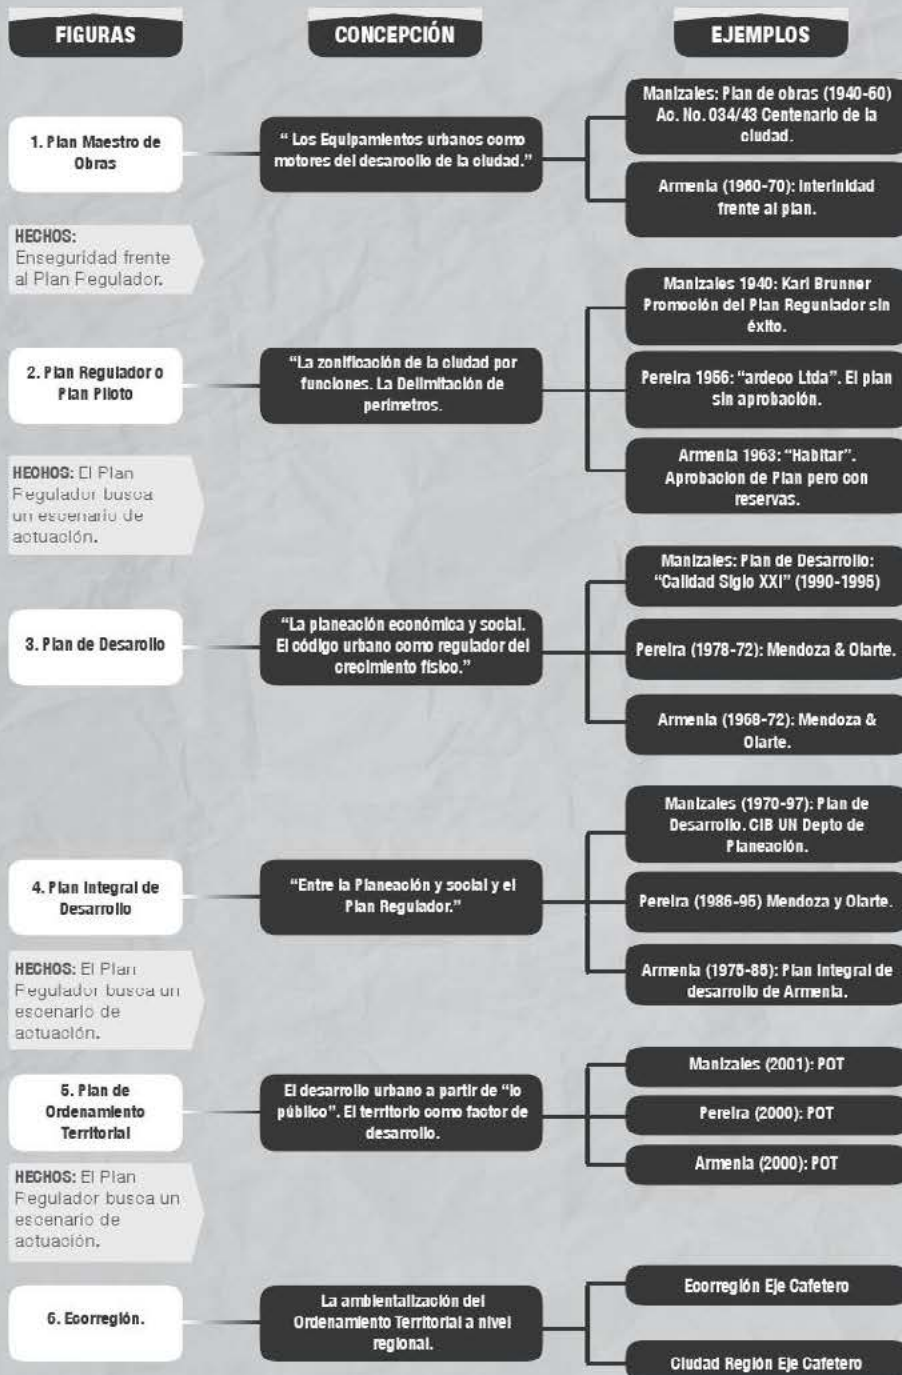 FIGURAS
CONCEPCIÓN
EJEMPLOS
1. Plan Maestro de
Obras
“ Los Equipamientos urbanos como
motores del desaroollo de la ciudad.”
Manizales: Plan de obras (1940-60)
Ac. No. 034/43 Centenario de la
ciudad.
Armenia (1960-70): Interinidad
frente al plan.
HECHOS:
Enseguridad frente
al Plan Regulador.
2. Plan Regulador o
Plan Piloto
“La zonificación de la ciudad por
funciones. La Delimitación de
perímetros.
Manizales 1940: Karl Brunner
Promoción del Plan Reguniador sin
éxito.
Pereira 1956: “ardeco Ltda”. El plan
sin aprobación.
Armenia 1963: “Habitar”.
Aprobacion de Plan pero con
reservas.
HECHOS: El Plan
Regulador busca
un escenario de
actuación.
3. Plan de Desarollo
“La planeación económica y social.
El código urbano como regulador del
crecimiento físico.”
Manizales: Plan de Desarrollo:
“Calidad Siglo XXI” (1990-1995)
Pereira (1978-72): Mendoza & Olarte.
Armenia (1968-72): Mendoza &
Olarte.
4. Plan Integral de
Desarrollo
“Entre la Planeación y social y el
Plan Regulador.”
Manizales (1970-97): Plan de
Desarrollo. CIB UN Depto de
Planeación.
Pereira (1986-95) Mendoza y Olarte.
Armenia (1975-85): Plan Integral de
desarrollo de Armenia.
HECHOS: El Plan
Regulador busca un
escenario de
actuación.
5. Plan de
Ordenamiento
Territorial
El desarrollo urbano a partir de “lo
público”. El territorio como factor de
desarrollo.
Manizales (2001): POT
Pereira (2000): POT
Armenia (2000): POT
HECHOS: El Plan
Regulador busca un
escenario de
actuación.
6. Ecorregión.
La ambientalización del
Ordenamiento Territorial a nivel
regional.
Ecorregión Eje Cafetero
Ciudad Región Eje Cafetero